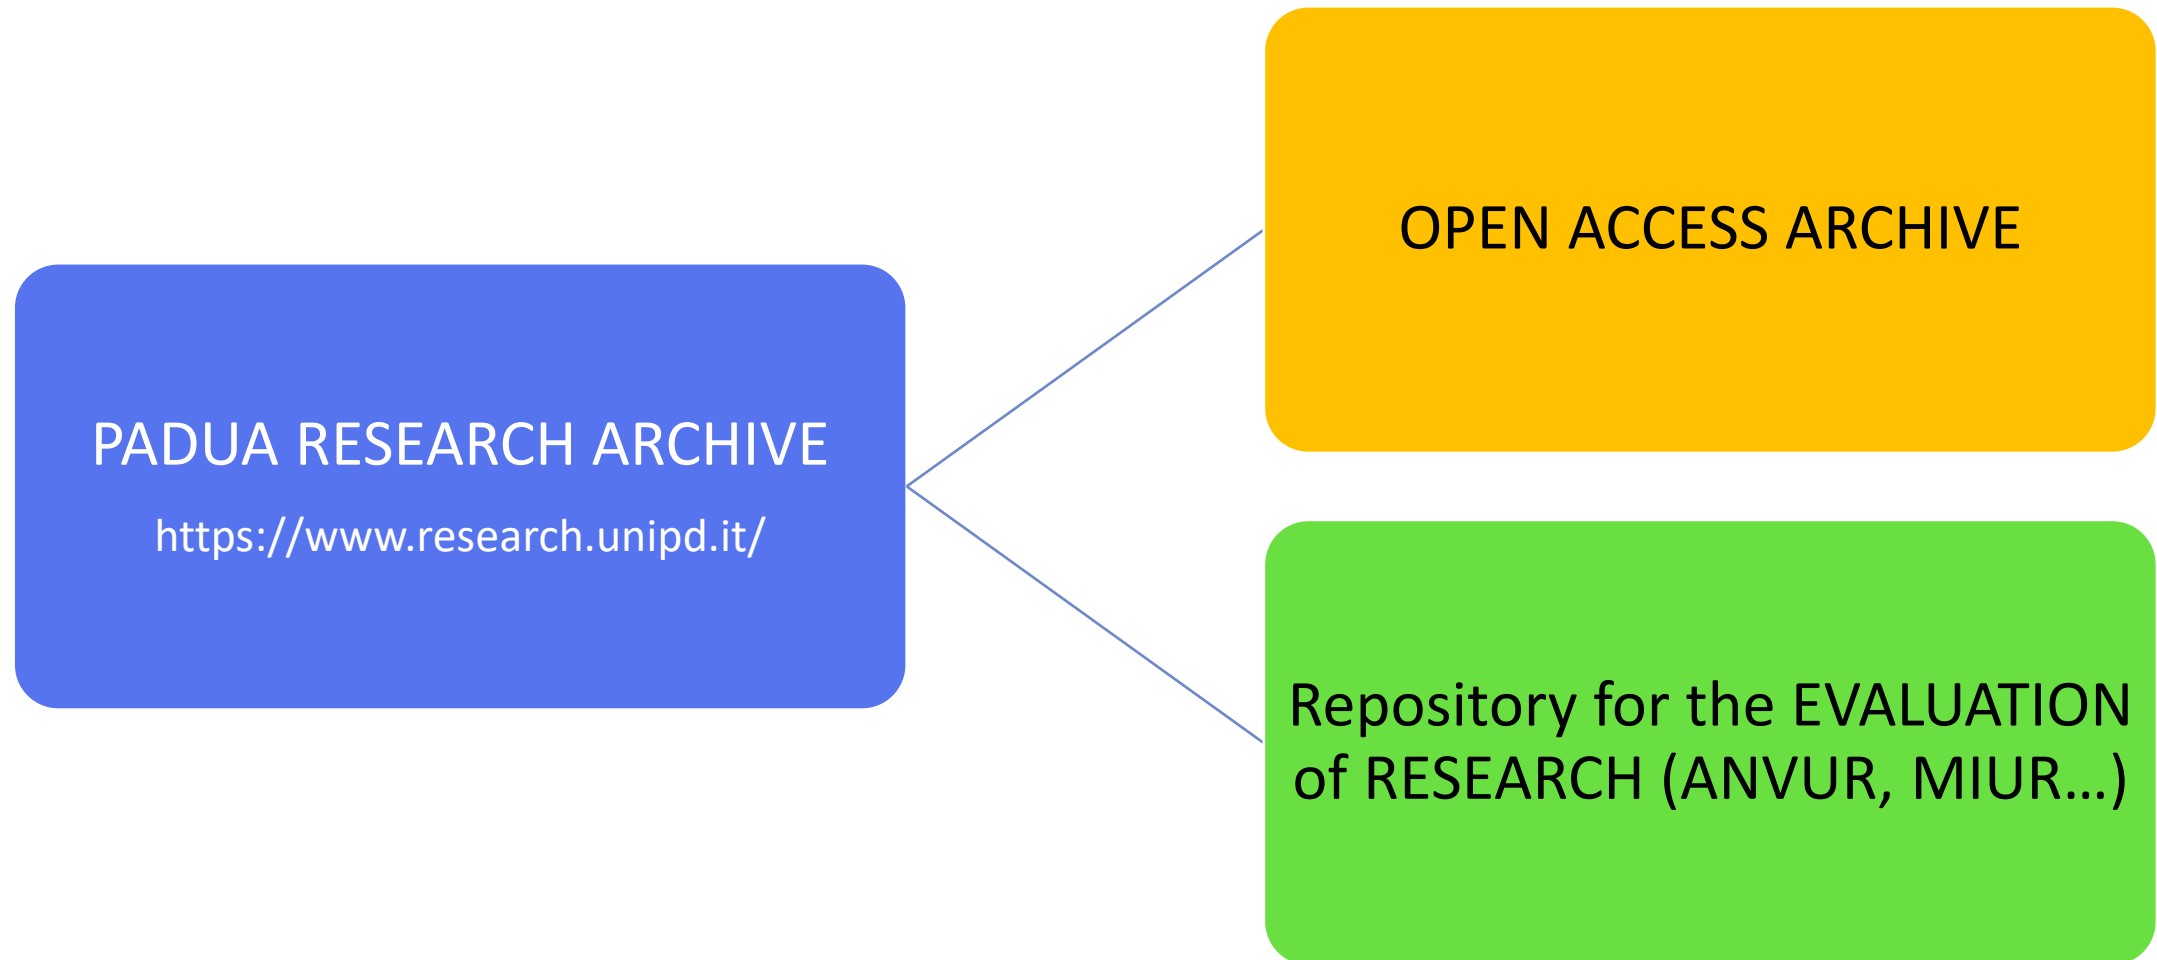 PADUA RESEARCH ARCHIVE
https://www.research.unipd.it/
OPEN ACCESS ARCHIVE
Repository for the EVALUATION
of RESEARCH (ANVUR, MIUR...)